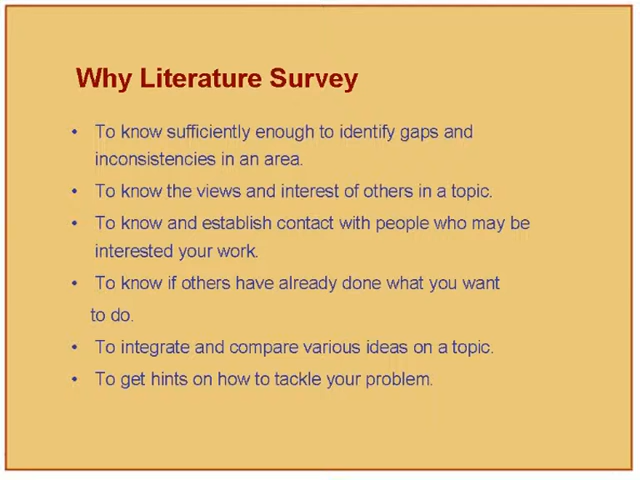 Why Literature Survey
• To know sufficiently enough to identify gaps and
inconsistencies in an area.
• To know the views and interest of others in a topic.
• To know and establish contact with people who may be
interested your work.
• To know if others have already done what you want
to do.
• To integrate and compare various ideas on a topic.
• To get hints on how to tackle your problem.